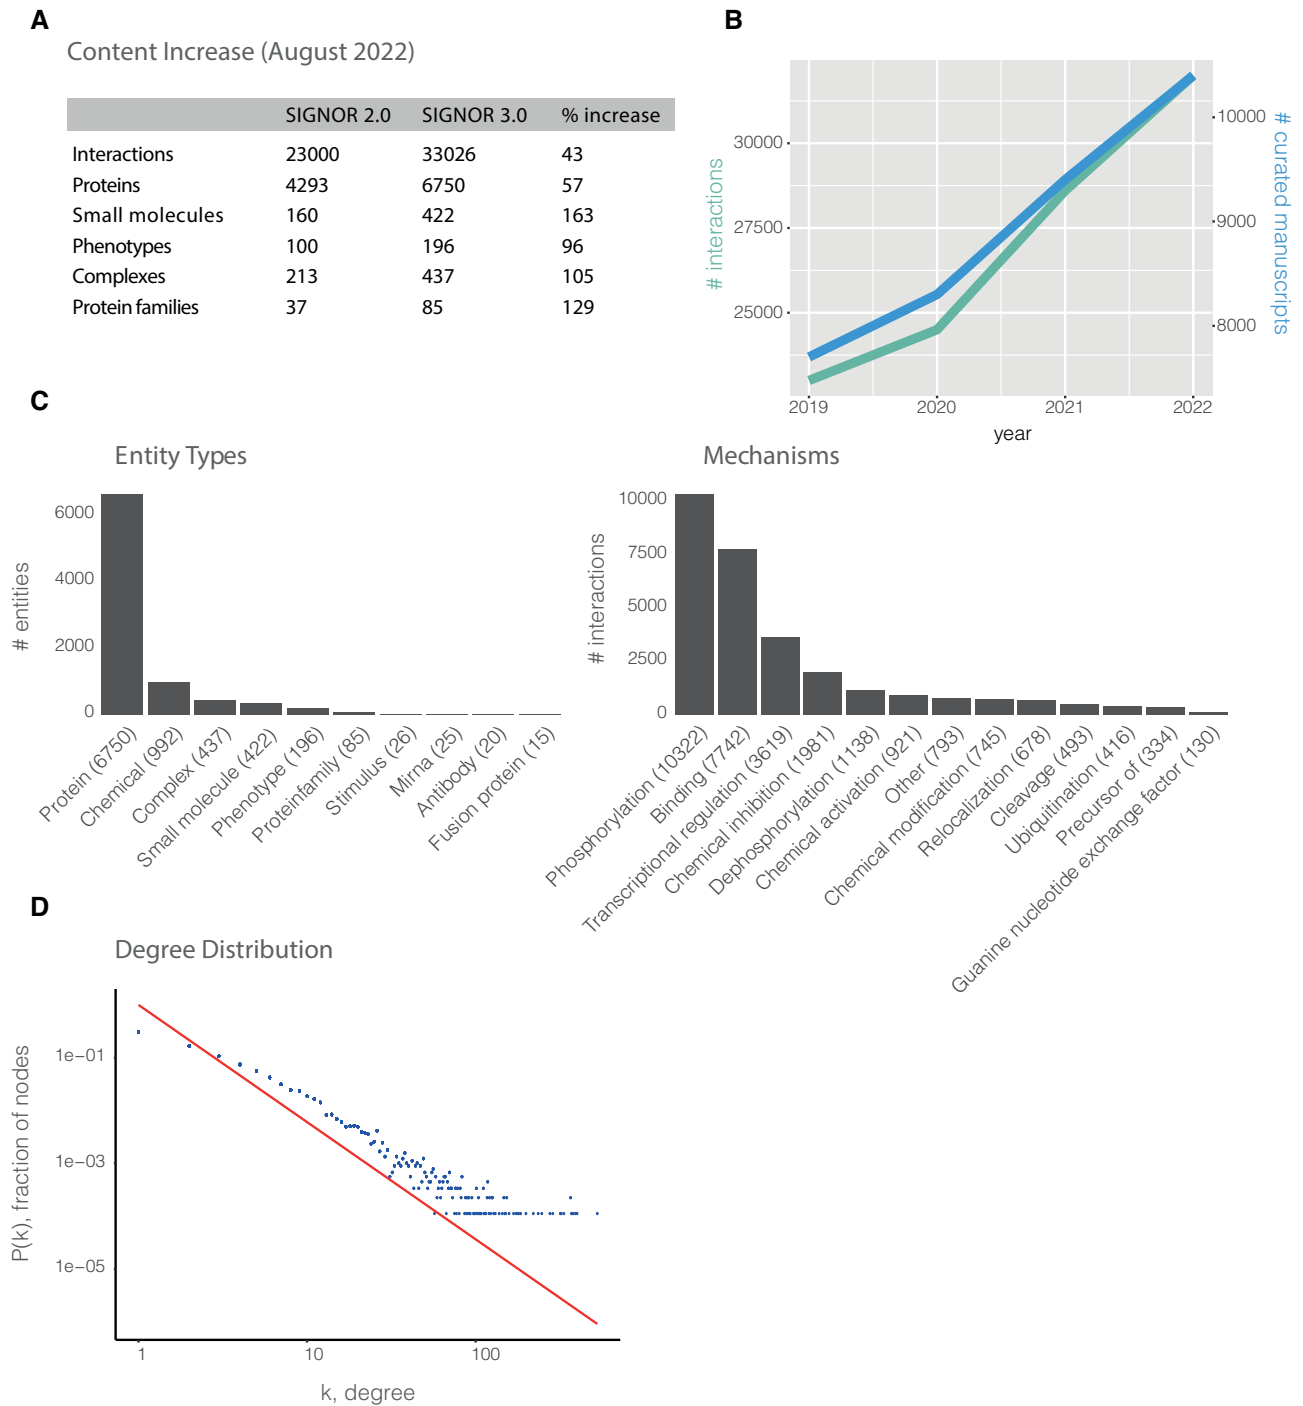 A
Content Increase (August 2022)
SIGNOR 2.0 SIGNOR 3.0 % increase
Interactions 23000 33026 43
Proteins 4293 6750 57
Small molecules 160 422 163
Phenotypes 100 196 96
Complexes 213 437 105
Protein families 37 85 129
B
# interactions
30000
27500
25000
10000
9000
8000
# curated manuscripts
2019 2020 2021 2022
year
C
Entity Types
# entities
6000
4000
2000
0
Protein (6750)
Chemical (992)
Complex (437)
Small molecule (422)
Phenotype (196)
Proteinfamily (85)
Stimulus (26)
Mirna (25)
Antibody (20)
Fusion protein (15)
Mechanisms
# interactions
10000
7500
5000
2500
0
Phosphorylation (10322)
Binding (7742)
Transcriptional regulation (3619)
Chemical inhibition (1981)
Dephosphorylation (1138)
Chemical activation (921)
Other (793)
Chemical modification (745)
Relocalization (678)
Cleavage (493)
Ubiquitination (416)
Precursor of (334)
Guanine nucleotide exchange factor (130)
D
Degree Distribution
P(k), fraction of nodes
1e−01
1e−03
1e−05
1 10 100
k, degree